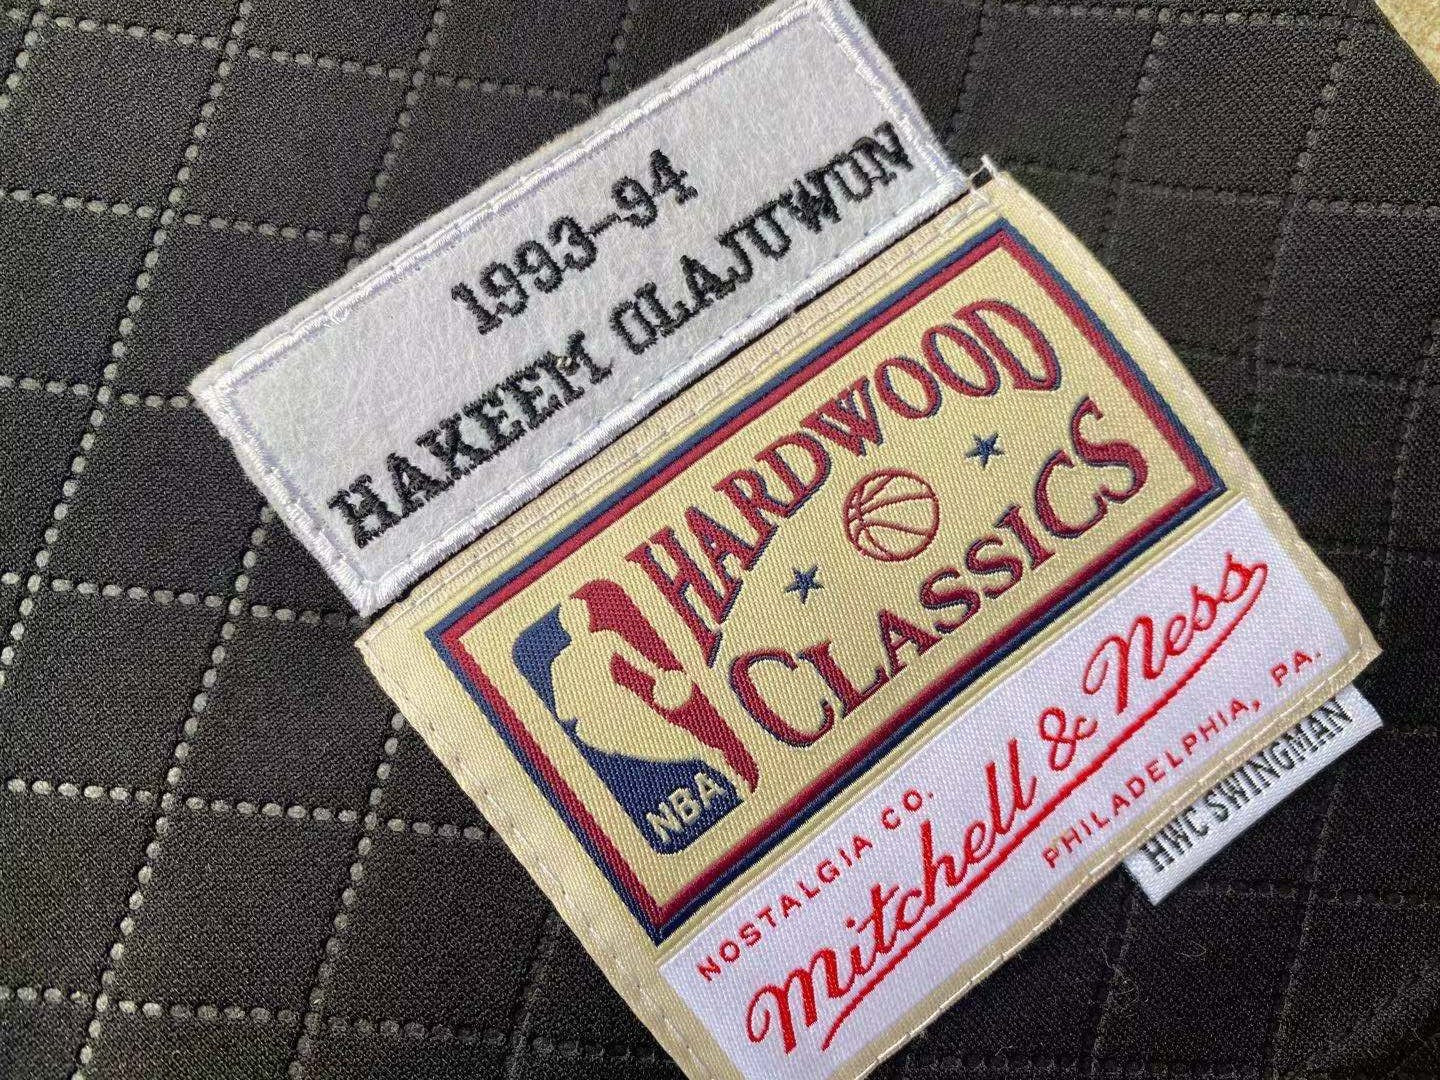 1993-94
HAKEEM OLAJUWON
HARDWOOD
CLASSICS
NBA
NOSTALGIA CO.
Mitchell & Ness
PHILADELPHIA, PA.
HWC SWINGMAN